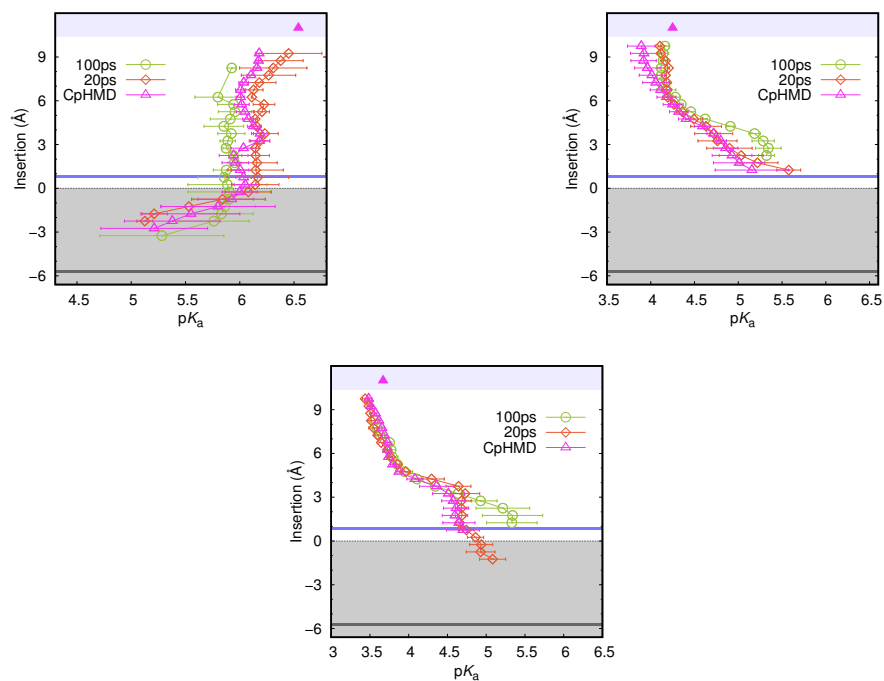 9
6
3
0
−3
−6
4.5
5
5.5
6
6.5
Insertion (Å)
pKa
100ps
20ps
CpHMD
9
6
3
0
−3
−6
3.5
4
4.5
5
5.5
6
6.5
Insertion (Å)
pKa
100ps
20ps
CpHMD
9
6
3
0
−3
−6
3
3.5
4
4.5
5
5.5
6
6.5
Insertion (Å)
pKa
100ps
20ps
CpHMD